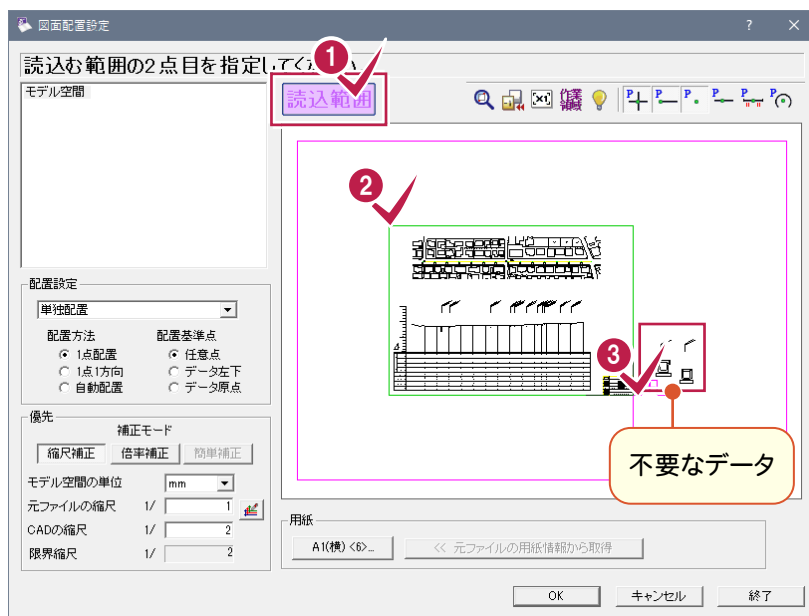 図面配置設定
? ×
読込む範囲の2点目を指定してください
1
モデル空間
読込範囲
2
配置設定
単独配置
配置方法 配置基準点
1点配置 任意点
1点1方向 データ左下
自動配置 データ原点
3
不要なデータ
優先
補正モード
縮尺補正 倍率補正 簡単補正
モデル空間の単位 mm
元ファイルの縮尺 1/ 1
CADの縮尺 1/ 2
限界縮尺 1/ 2
用紙
A1(横) <6>... << 元ファイルの用紙情報から取得
OK キャンセル 終了